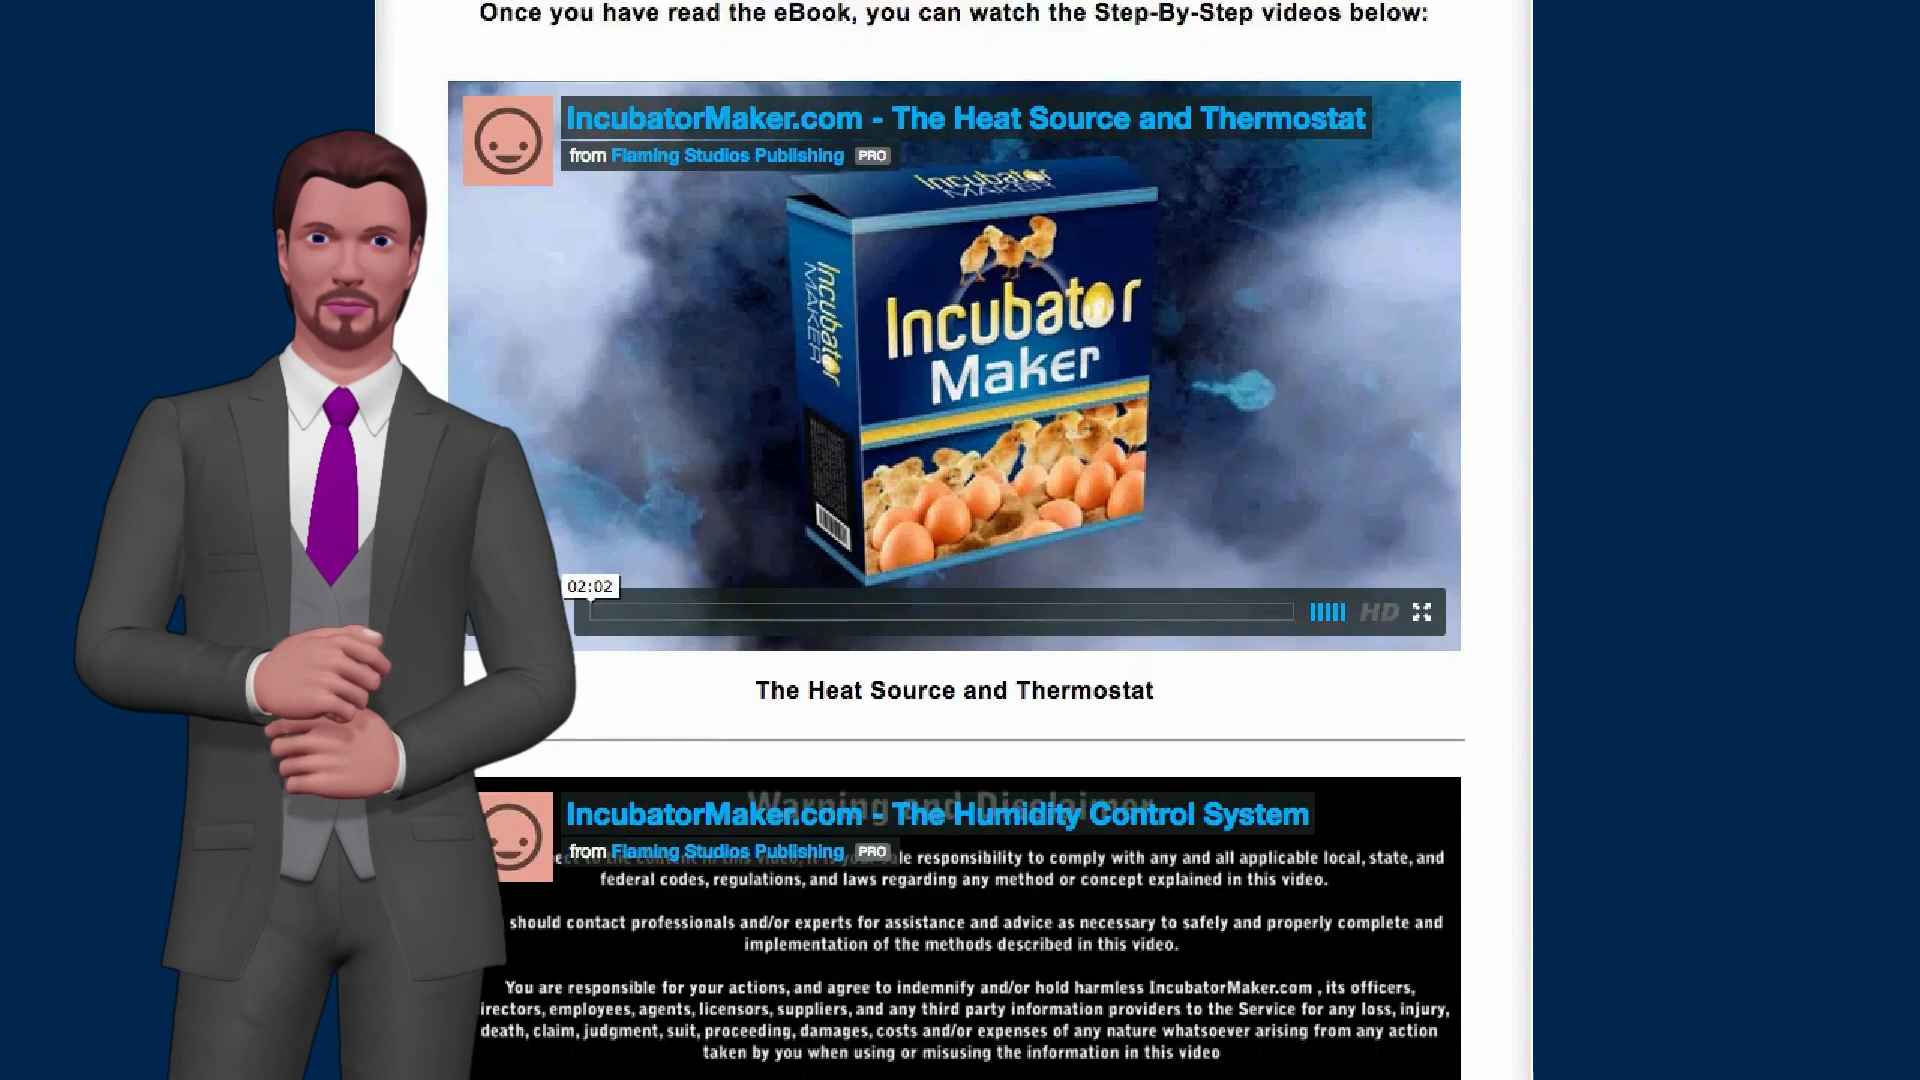 Once you have read the eBook, you can watch the Step-By-Step videos below:
IncubatorMaker.com - The Heat Source and Thermostat
from Flaming Studios Publishing PRO
Incubator
MAKER
Incubator
MAKER
Incubator
Maker
02:02
HD
The Heat Source and Thermostat
Warning and Disclaimer
IncubatorMaker.com - The Humidity Control System
from Flaming Studios Publishing PRO
responsibility to comply with any and all applicable local, state, and
federal codes, regulations, and laws regarding any method or concept explained in this video.
should contact professionals and/or experts for assistance and advice as necessary to safely and properly complete and
implementation of the methods described in this video.
You are responsible for your actions, and agree to indemnify and/or hold harmless IncubatorMaker.com , its officers,
irectors, employees, agents, licensors, suppliers, and any third party information providers to the Service for any loss, injury,
death, claim, judgment, suit, proceeding, damages, costs and/or expenses of any nature whatsoever arising from any action
taken by you when using or misusing the information in this video